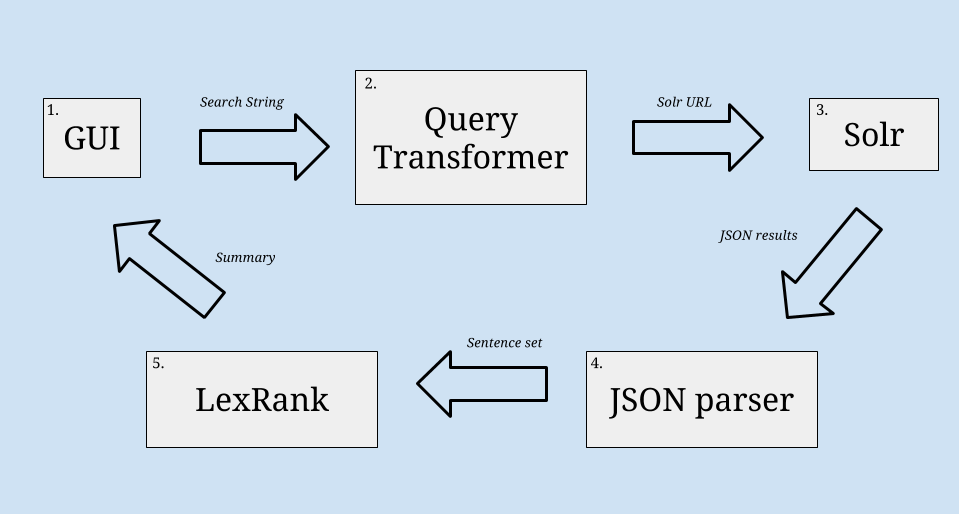 1.
GUI
Search String
2.
Query
Transformer
Solr URL
3.
Solr
JSON results
4.
JSON parser
Sentence set
5.
LexRank
Summary